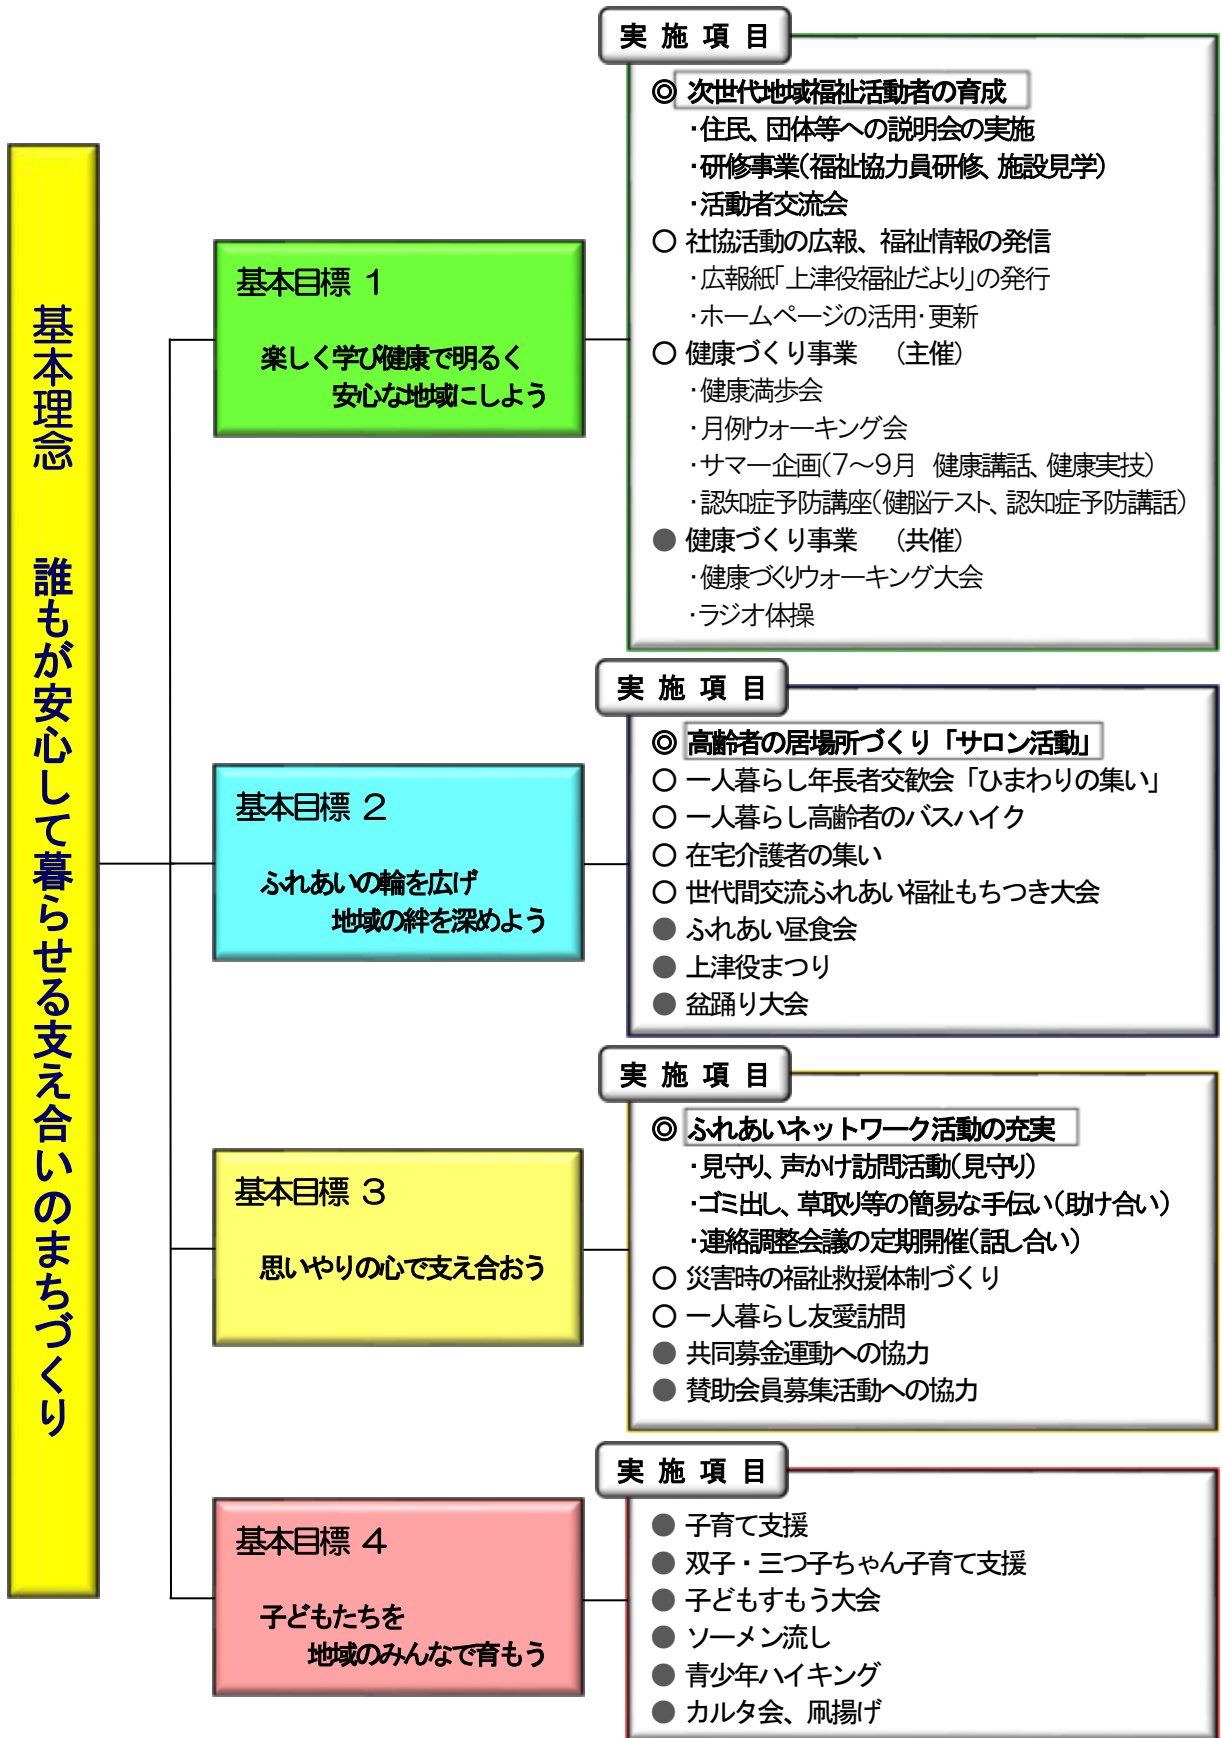 基本理念　誰もが安心して暮らせる支え合いのまちづくり
基本目標 1
楽しく学び健康で明るく
安心な地域にしよう
実 施 項 目
◎ 次世代地域福祉活動者の育成
・住民、団体等への説明会の実施
・研修事業（福祉協力員研修、施設見学）
・活動者交流会
○ 社協活動の広報、福祉情報の発信
・広報紙「上津役福祉だより」の発行
・ホームページの活用・更新
○ 健康づくり事業　（主催）
・健康満歩会
・月例ウォーキング会
・サマー企画（7～9月　健康講話、健康実技）
・認知症予防講座（健脳テスト、認知症予防講話）
● 健康づくり事業　（共催）
・健康づくりウォーキング大会
・ラジオ体操
基本目標 2
ふれあいの輪を広げ
地域の絆を深めよう
実 施 項 目
◎ 高齢者の居場所づくり「サロン活動」
○ 一人暮らし年長者交歓会「ひまわりの集い」
○ 一人暮らし高齢者のバスハイク
○ 在宅介護者の集い
○ 世代間交流ふれあい福祉もちつき大会
● ふれあい昼食会
● 上津役まつり
● 盆踊り大会
基本目標 3
思いやりの心で支え合おう
実 施 項 目
◎ ふれあいネットワーク活動の充実
・見守り、声かけ訪問活動（見守り）
・ゴミ出し、草取り等の簡易な手伝い（助け合い）
・連絡調整会議の定期開催（話し合い）
○ 災害時の福祉救援体制づくり
○ 一人暮らし友愛訪問
● 共同募金運動への協力
● 賛助会員募集活動への協力
基本目標 4
子どもたちを
地域のみんなで育もう
実 施 項 目
● 子育て支援
● 双子・三つ子ちゃん子育て支援
● 子どもすもう大会
● ソーメン流し
● 青少年ハイキング
● カルタ会、凧揚げ